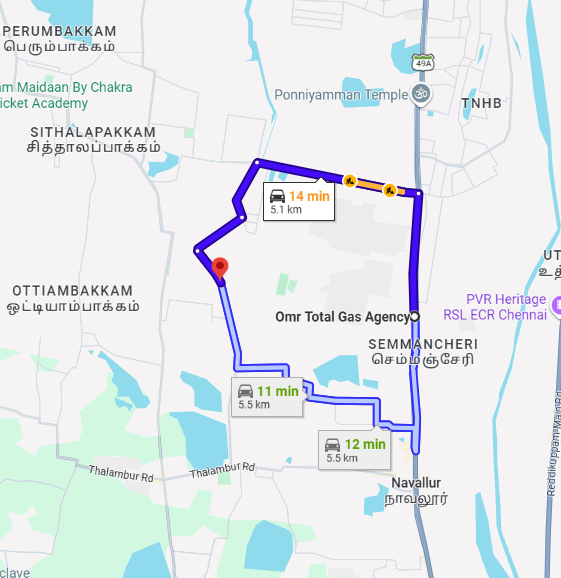 PERUMBAKKAM
பெரும்பாக்கம்
am Maidaan By Chakra
icket Academy
49A
Ponniyamman Temple
TNHB
SITHALAPAKKAM
சித்தாலப்பாக்கம்
14 min
5.1 km
OTTIAMBAKKAM
ஒட்டியாம்பாக்கம்
UT
உத்
PVR Heritage
RSL ECR Chennai
Omr Total Gas Agency
SEMMANCHERI
செம்மஞ்சேரி
11 min
5.5 km
Reddikuppam Main Rd
12 min
5.5 km
Thalambur Rd
Thalambur Rd
Navallur
நாவலூர்
clave